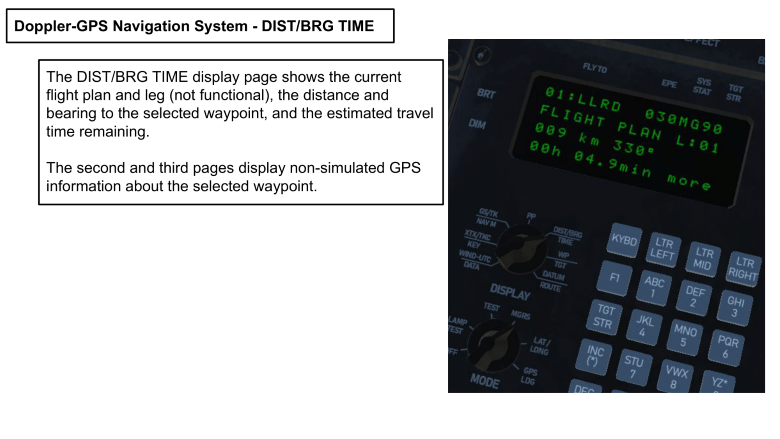 Doppler-GPS Navigation System - DIST/BRG TIME
The DIST/BRG TIME display page shows the current
flight plan and leg (not functional), the distance and
bearing to the selected waypoint, and the estimated travel
time remaining.
The second and third pages display non-simulated GPS
information about the selected waypoint.
FLY TO
EPE
SYS
STAT
TGT
STR
BRT
DIM
01:LLRD 030MG90
FLIGHT PLAN L:01
009 km 330°
00h 04.9min more
GS/TK
NAV M
PP
DIST/BRG
TIME
XTK/TKC
KEY
WP
TGT
WIND-UTC
DATA
DATUM
ROUTE
DISPLAY
KYBD
LTR
LEFT
LTR
MID
LTR
RIGHT
F1
ABC
1
DEF
2
GHI
3
TGT
STR
JKL
4
MNO
5
PQR
6
INC
(*)
STU
7
VWX
8
YZ*
TEST
MGRS
LAMP
TEST
LAT/
LONG
OFF
GPS
LDG
MODE